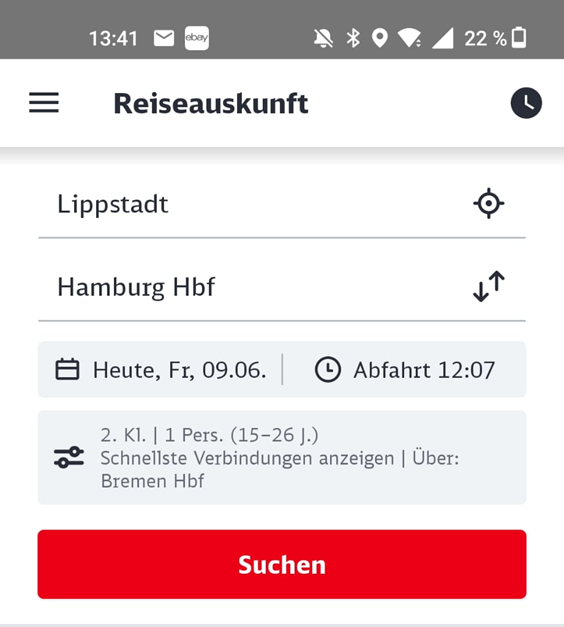 13:41 ebay 22 %
Reiseauskunft
Lippstadt
Hamburg Hbf
Heute, Fr, 09.06. Abfahrt 12:07
2. Kl. | 1 Pers. (15–26 J.)
Schnellste Verbindungen anzeigen | Über:
Bremen Hbf
Suchen